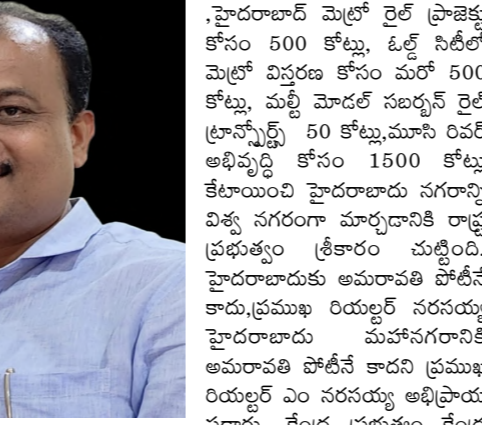 ,హైదరాబాద్ మెట్రో రైల్ ప్రాజెక్టు
కోసం 500 కోట్లు, ఓల్డ్ సిటీలో
మెట్రో విస్తరణ కోసం మరో 500
కోట్లు, మల్టీ మోడల్ సబర్బన్ రైల్
ట్రాన్స్పోర్ట్స్ 50 కోట్లు,మూసి రివర్
అభివృద్ధి కోసం 1500 కోట్లు
కేటాయించి హైదరాబాదు నగరాన్ని
విశ్వ నగరంగా మార్చడానికి రాష్ట్ర
ప్రభుత్వం శ్రీకారం చుట్టింది.
హైదరాబాదుకు అమరావతి పోటీనే
కాదు,ప్రముఖ రియల్టర్ నరసయ్య
హైదరాబాదు మహానగరానికి
అమరావతి పోటీనే కాదని ప్రముఖ
రియల్టర్ ఎం నరసయ్య అభిప్రాయ